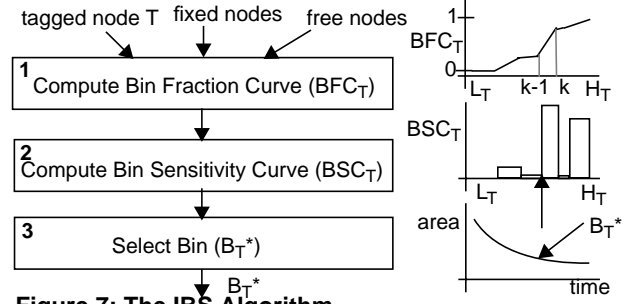 tagged node T fixed nodes free nodes
1
Compute Bin Fraction Curve (BFC_T)
2
Compute Bin Sensitivity Curve (BSC_T)
3
Select Bin (B_T*)
B_T*
Figure 7: The IBS Algorithm
1
BFC_T
0
L_T k-1 k H_T
BSC_T
L_T H_T
area
B_T*
time